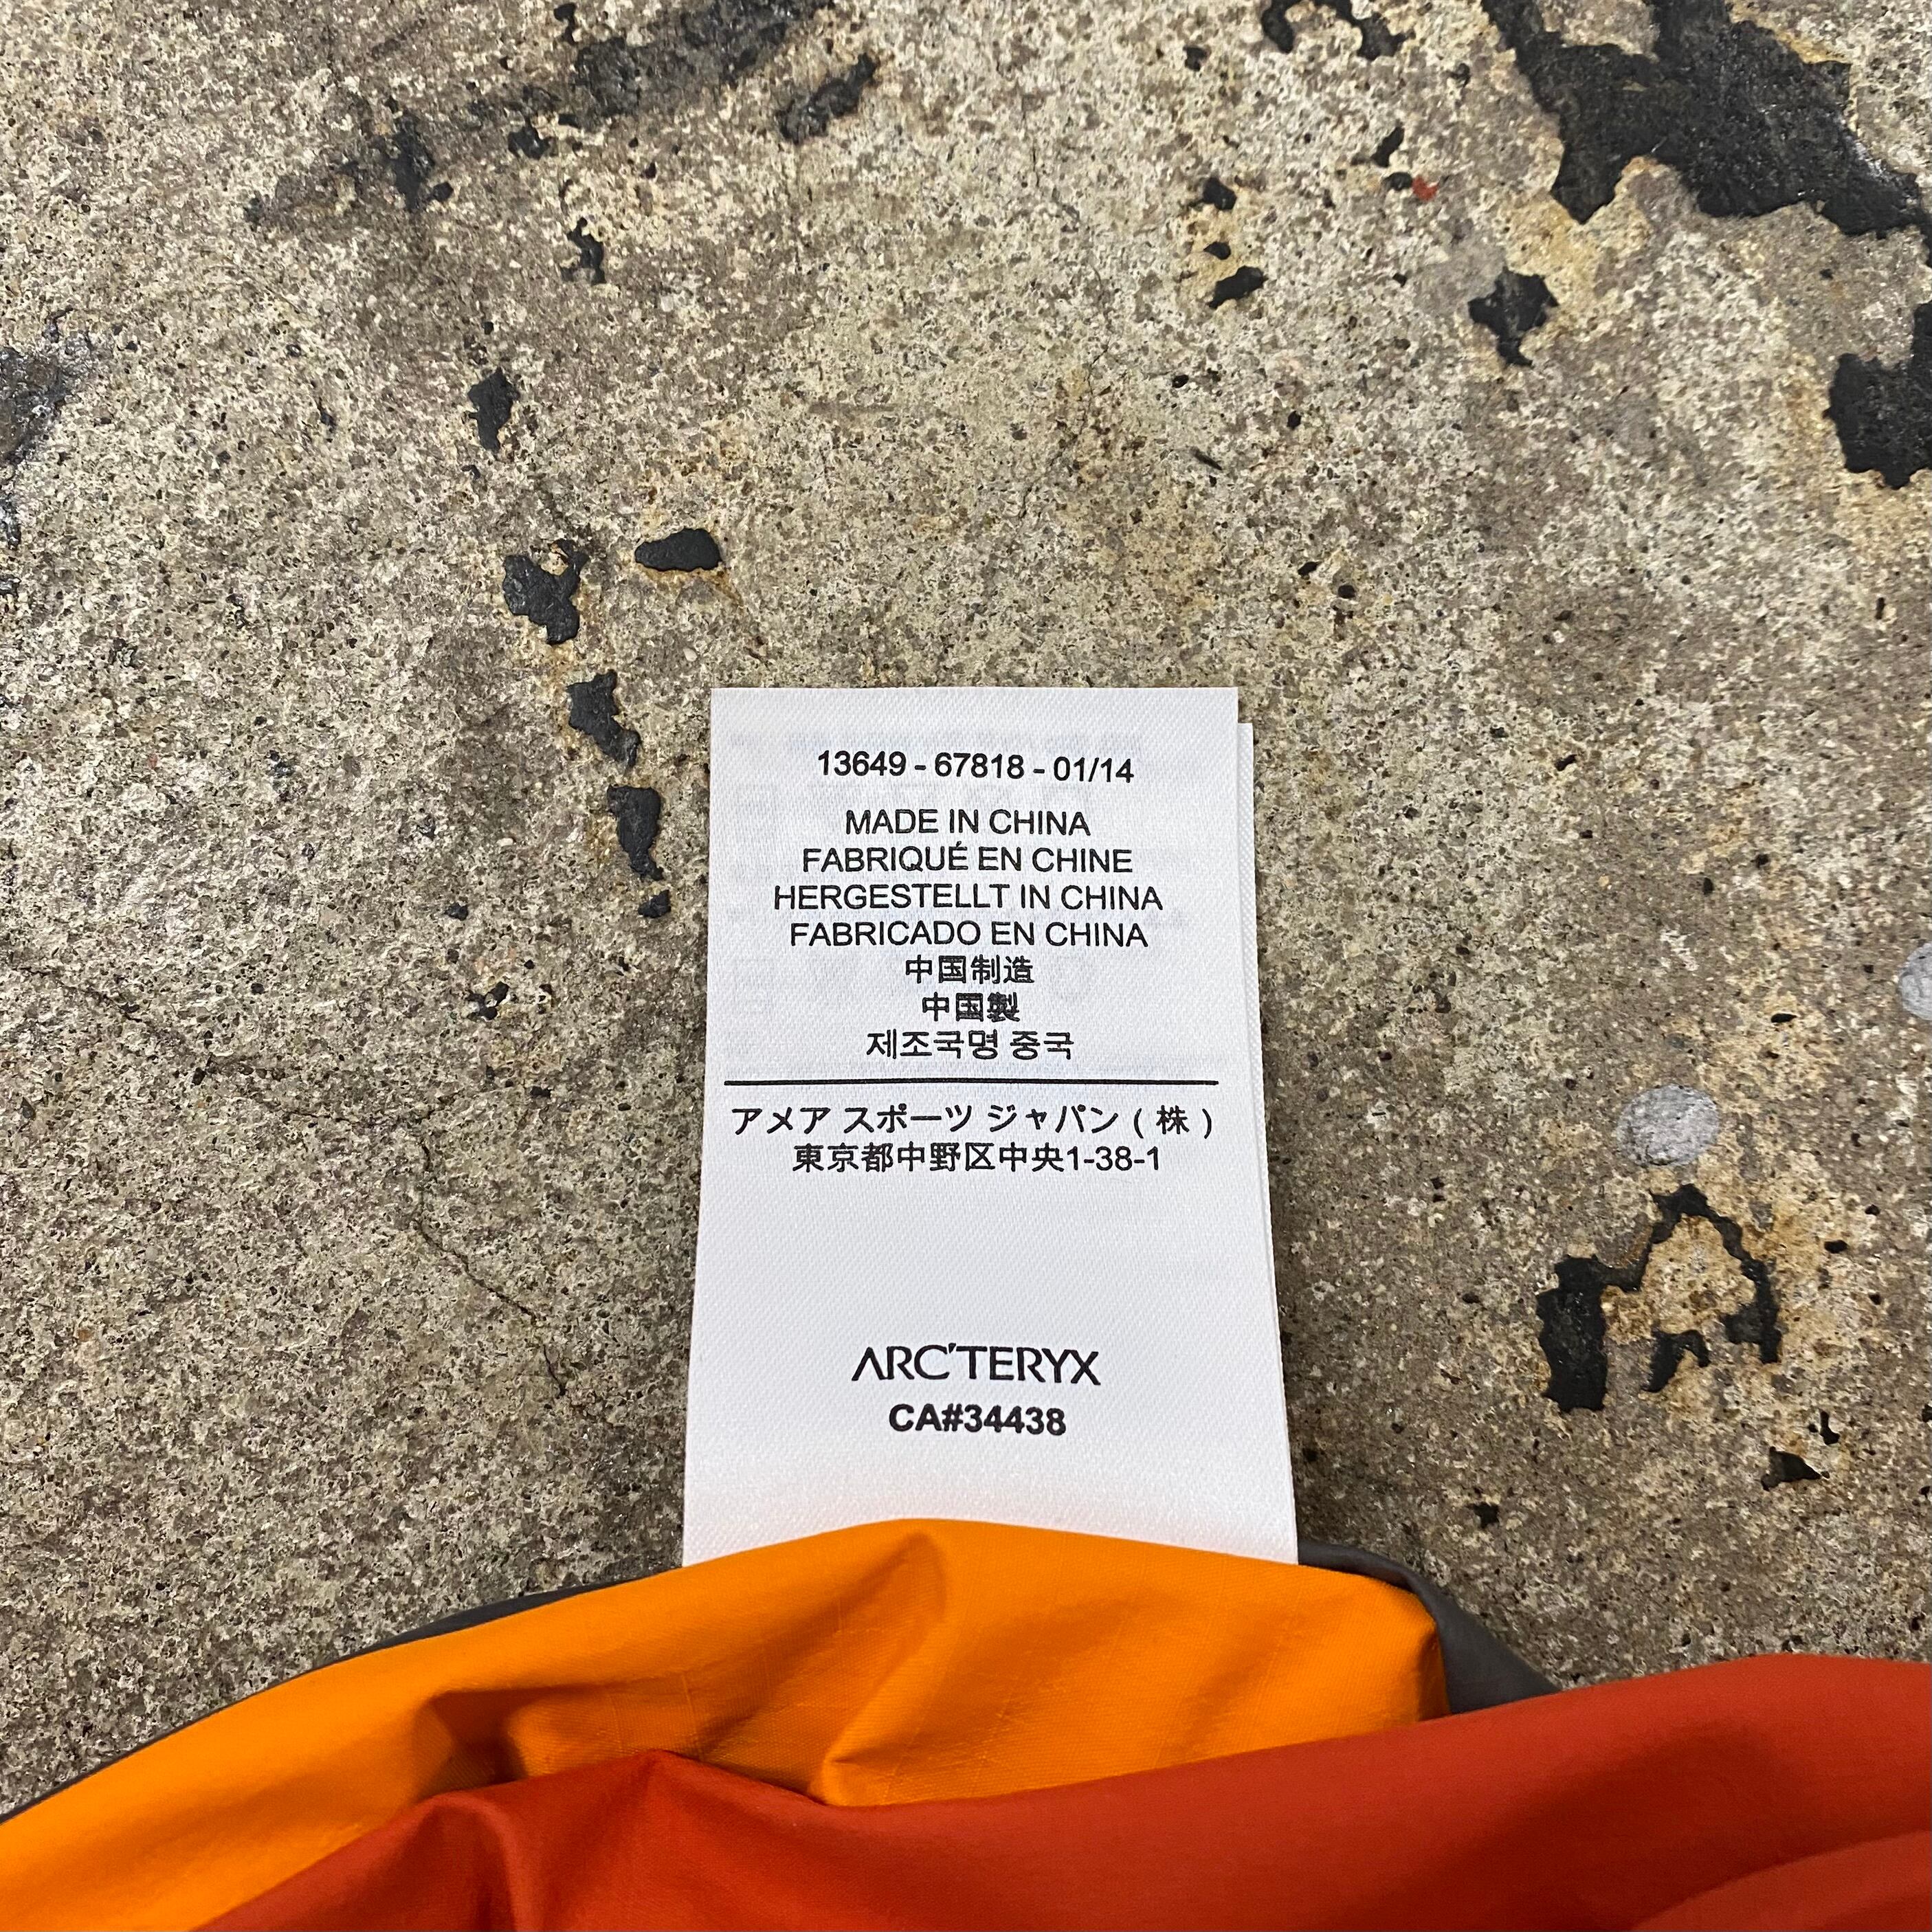 13649 - 67818 - 01/14
MADE IN CHINA
FABRIQUÉ EN CHINE
HERGESTELLT IN CHINA
FABRICADO EN CHINA
中国制造
中国製
제조국명 중국
アメア スポーツ ジャパン ( 株 )
東京都中野区中央1-38-1
ARC'TERYX
CA#34438